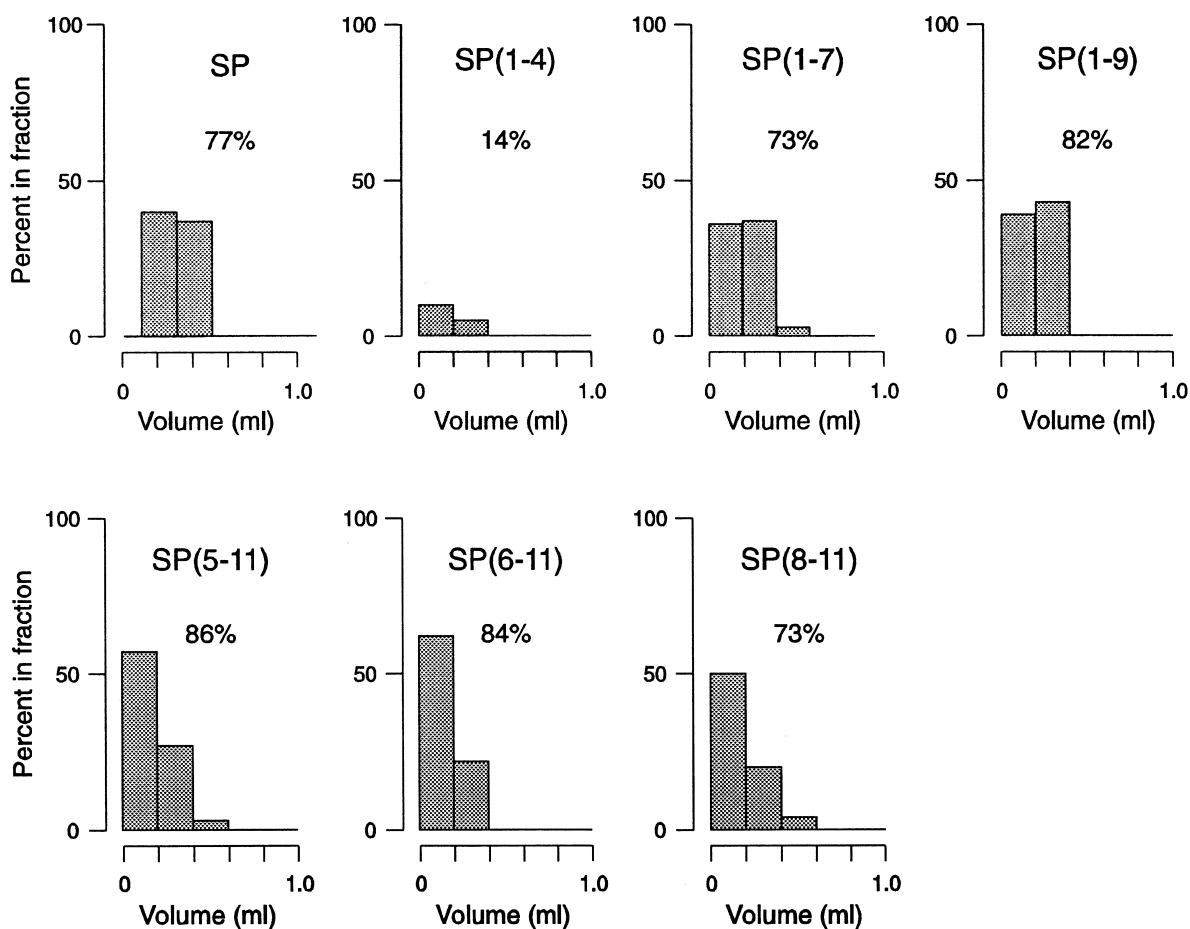 100 100 100 100
SP SP(1-4) SP(1-7) SP(1-9)
77% 14% 73% 82%
50 50 50 50
0 0 0 0
Percent in fraction
0 1.0 0 1.0 0 1.0 0 1.0
Volume (ml) Volume (ml) Volume (ml) Volume (ml)
100 100 100
SP(5-11) SP(6-11) SP(8-11)
86% 84% 73%
50 50 50
0 0 0
Percent in fraction
0 1.0 0 1.0 0 1.0
Volume (ml) Volume (ml) Volume (ml)